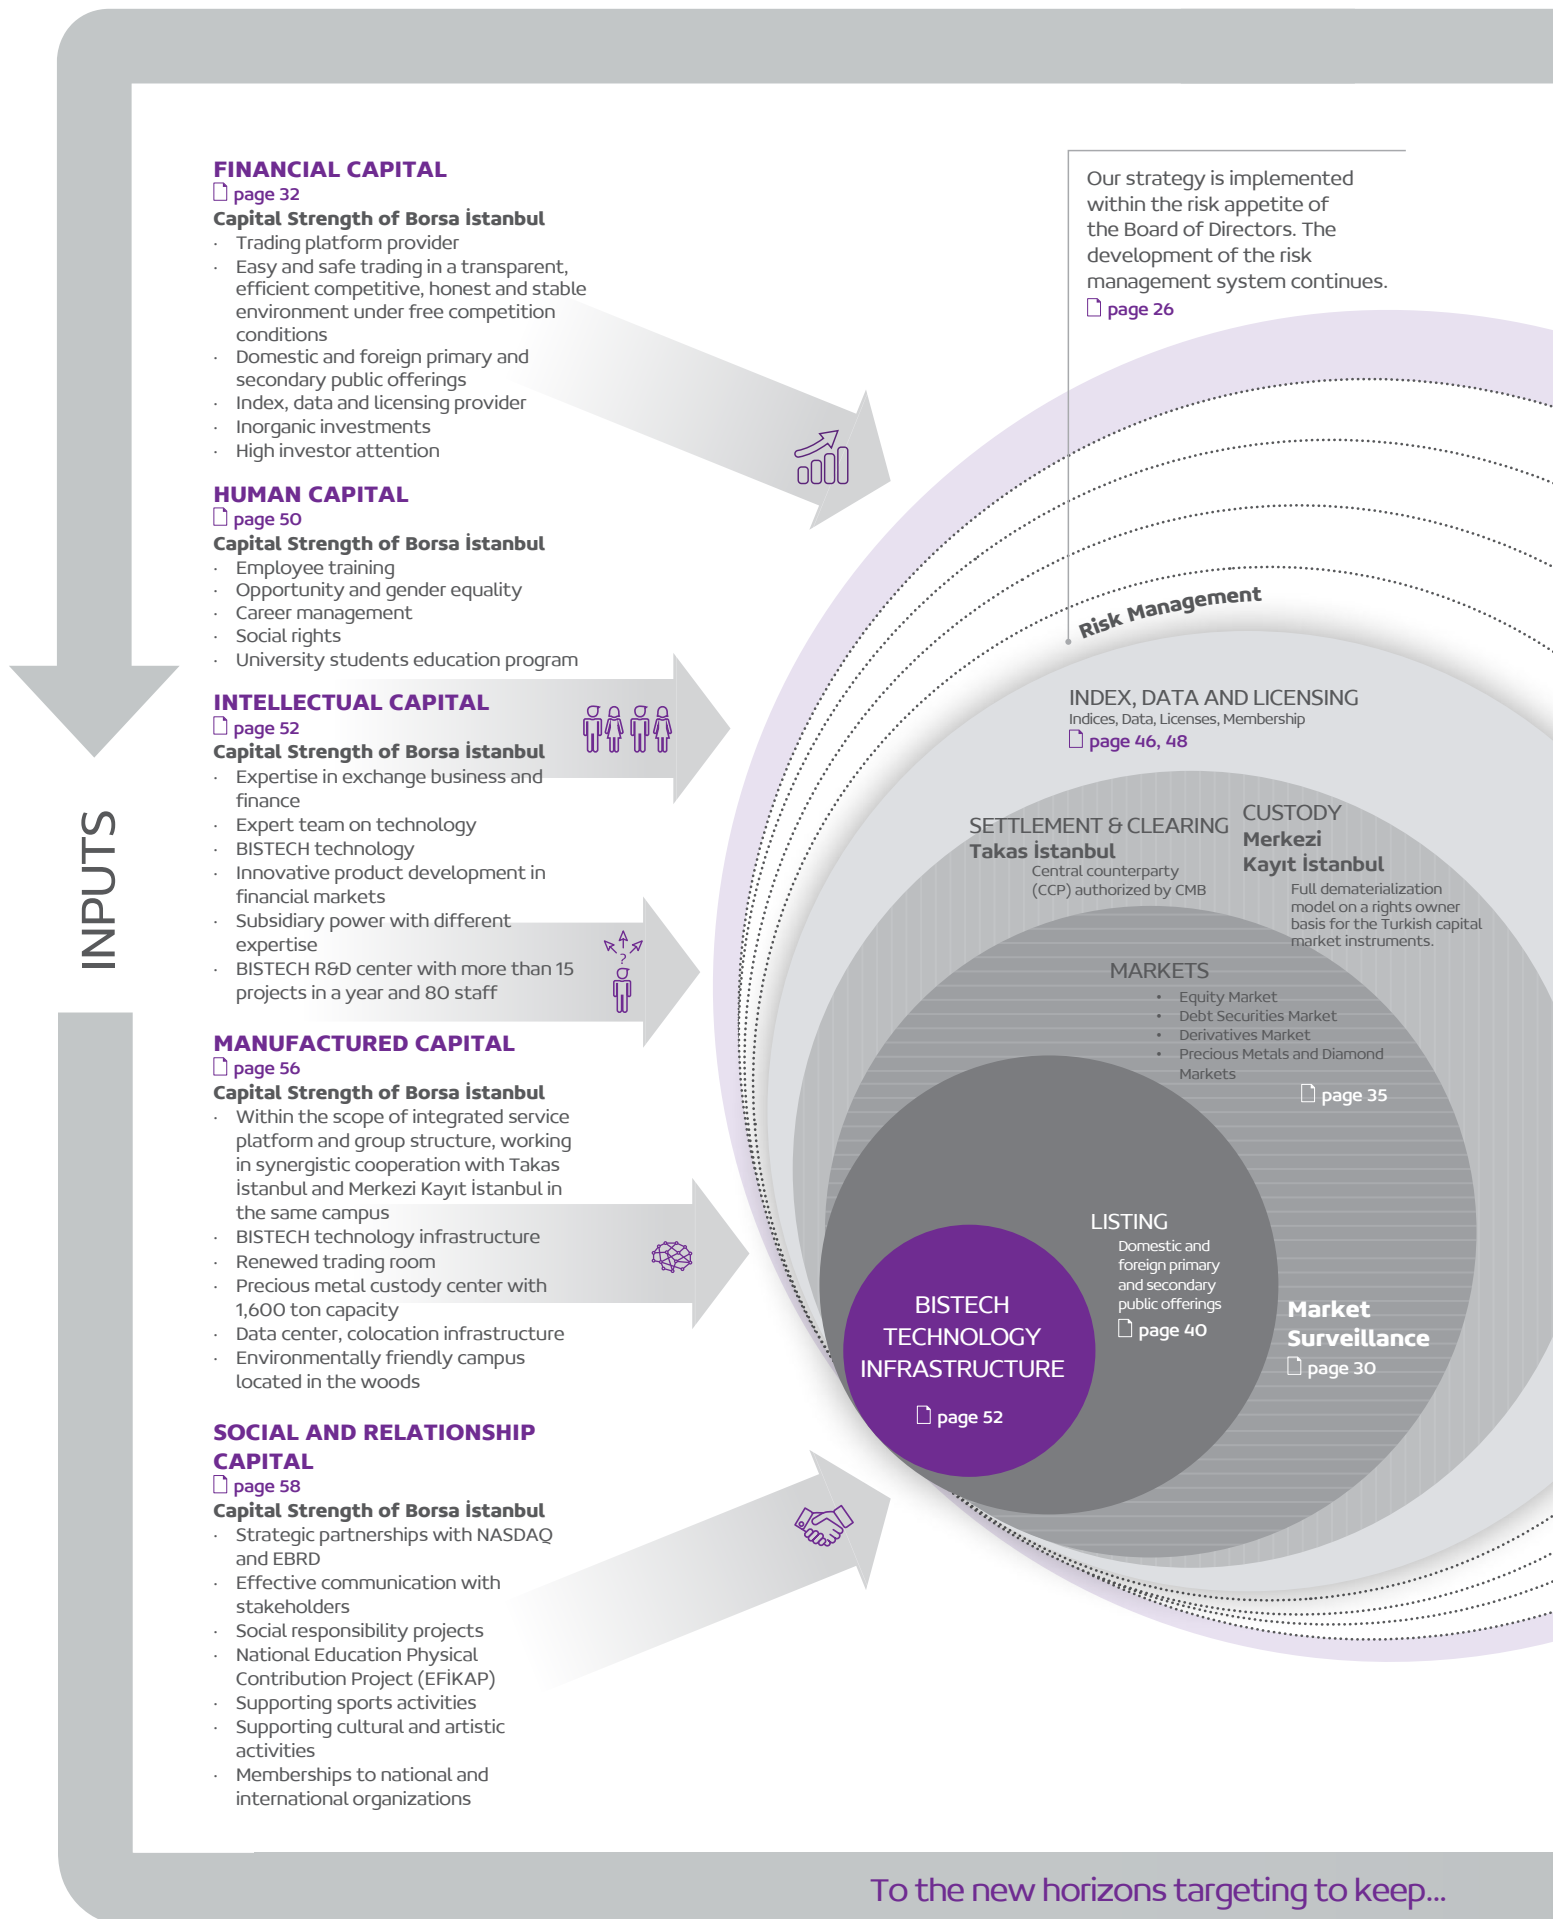 INPUTS
FINANCIAL CAPITAL
page 32
Capital Strength of Borsa İstanbul
· Trading platform provider
· Easy and safe trading in a transparent,
efficient competitive, honest and stable
environment under free competition
conditions
· Domestic and foreign primary and
secondary public offerings
· Index, data and licensing provider
· Inorganic investments
· High investor attention
HUMAN CAPITAL
page 50
Capital Strength of Borsa İstanbul
· Employee training
· Opportunity and gender equality
· Career management
· Social rights
· University students education program
INTELLECTUAL CAPITAL
page 52
Capital Strength of Borsa İstanbul
· Expertise in exchange business and
finance
· Expert team on technology
· BISTECH technology
· Innovative product development in
financial markets
· Subsidiary power with different
expertise
· BISTECH R&D center with more than 15
projects in a year and 80 staff
?
MANUFACTURED CAPITAL
page 56
Capital Strength of Borsa İstanbul
· Within the scope of integrated service
platform and group structure, working
in synergistic cooperation with Takas
İstanbul and Merkezi Kayıt İstanbul in
the same campus
· BISTECH technology infrastructure
· Renewed trading room
· Precious metal custody center with
1,600 ton capacity
· Data center, colocation infrastructure
· Environmentally friendly campus
located in the woods
SOCIAL AND RELATIONSHIP
CAPITAL
page 58
Capital Strength of Borsa İstanbul
· Strategic partnerships with NASDAQ
and EBRD
· Effective communication with
stakeholders
· Social responsibility projects
· National Education Physical
Contribution Project (EFİKAP)
· Supporting sports activities
· Supporting cultural and artistic
activities
· Memberships to national and
international organizations
Our strategy is implemented
within the risk appetite of
the Board of Directors. The
development of the risk
management system continues.
page 26
Risk Management
INDEX, DATA AND LICENSING
Indices, Data, Licenses, Membership
page 46, 48
SETTLEMENT & CLEARING
Takas İstanbul
Central counterparty
(CCP) authorized by CMB
CUSTODY
Merkezi
Kayıt İstanbul
Full dematerialization
model on a rights owner
basis for the Turkish capital
market instruments.
MARKETS
• Equity Market
• Debt Securities Market
• Derivatives Market
• Precious Metals and Diamond
Markets
page 35
LISTING
Domestic and
foreign primary
and secondary
public offerings
page 40
Market
Surveillance
page 30
BISTECH
TECHNOLOGY
INFRASTRUCTURE
page 52
To the new horizons targeting to keep...